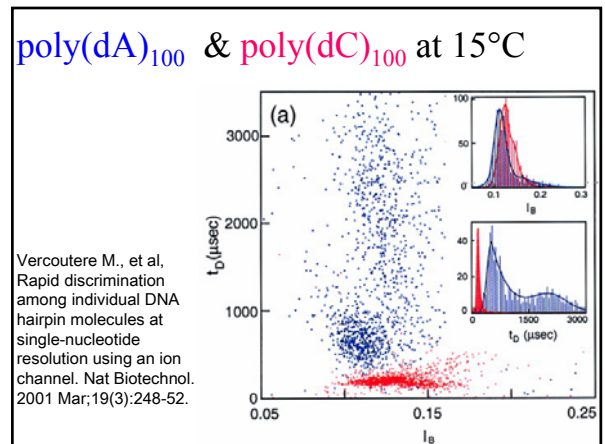 poly(dA)100 & poly(dC)100 at 15°C
Vercoutere M., et al,
Rapid discrimination
among individual DNA
hairpin molecules at
single-nucleotide
resolution using an ion
channel. Nat Biotechnol.
2001 Mar;19(3):248-52.
(a)
tD (µsec)
3000
2000
1000
0
0.05
0.15
0.25
IB
100
50
0
0.1
0.2
0.3
IB
40
20
0
0
1500
3000
tD (µsec)